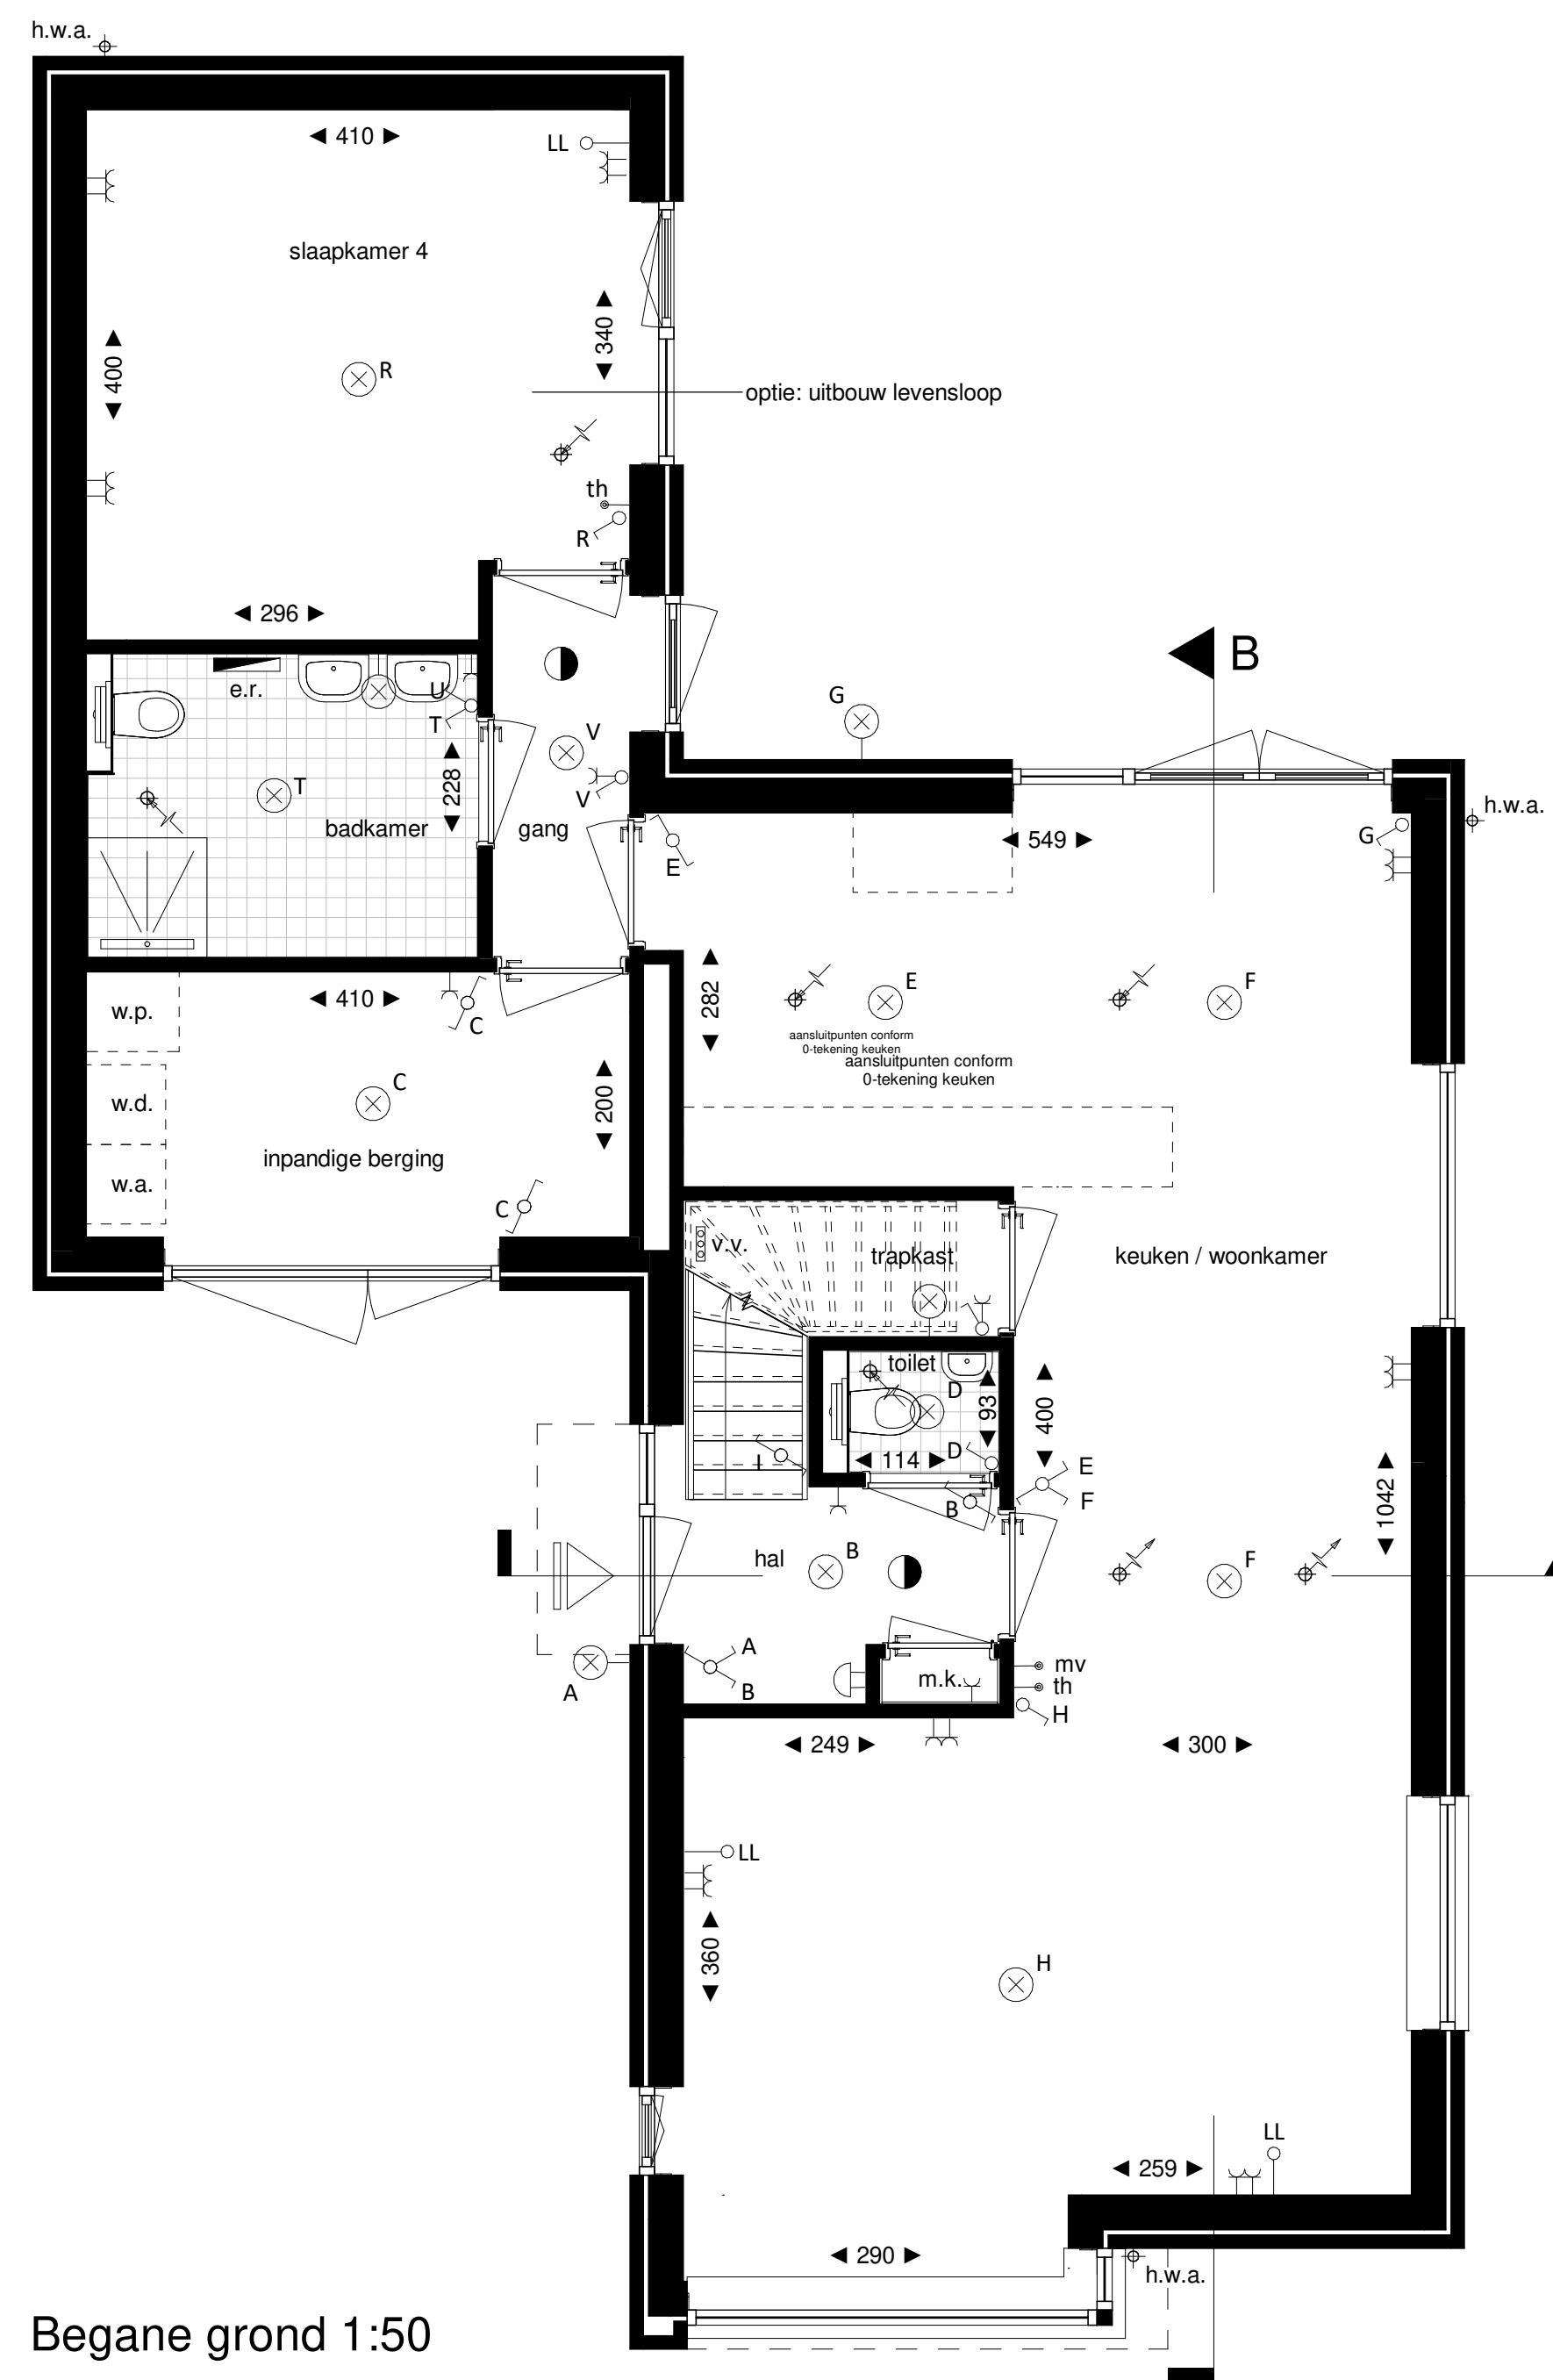 h.w.a.
410
LL
slaapkamer 4
340
400
R
optie: uitbouw levensloop
th
R
296
B
e.r.
U
T
G
V
T
228
V
badkamer
gang
h.w.a.
G
549
E
410
282
E
F
w.p.
C
aansluitpunten conform
0-tekening keuken
aansluitpunten conform
0-tekening keuken
C
w.d.
200
inpandige berging
w.a.
C
v.v.
trapkast
keuken / woonkamer
toilet
D
93
400
I
114
D
E
F
B
1042
hal
B
F
A
A
B
m.k.
mv
th
H
249
300
LL
360
H
LL
259
290
h.w.a.
Begane grond 1:50